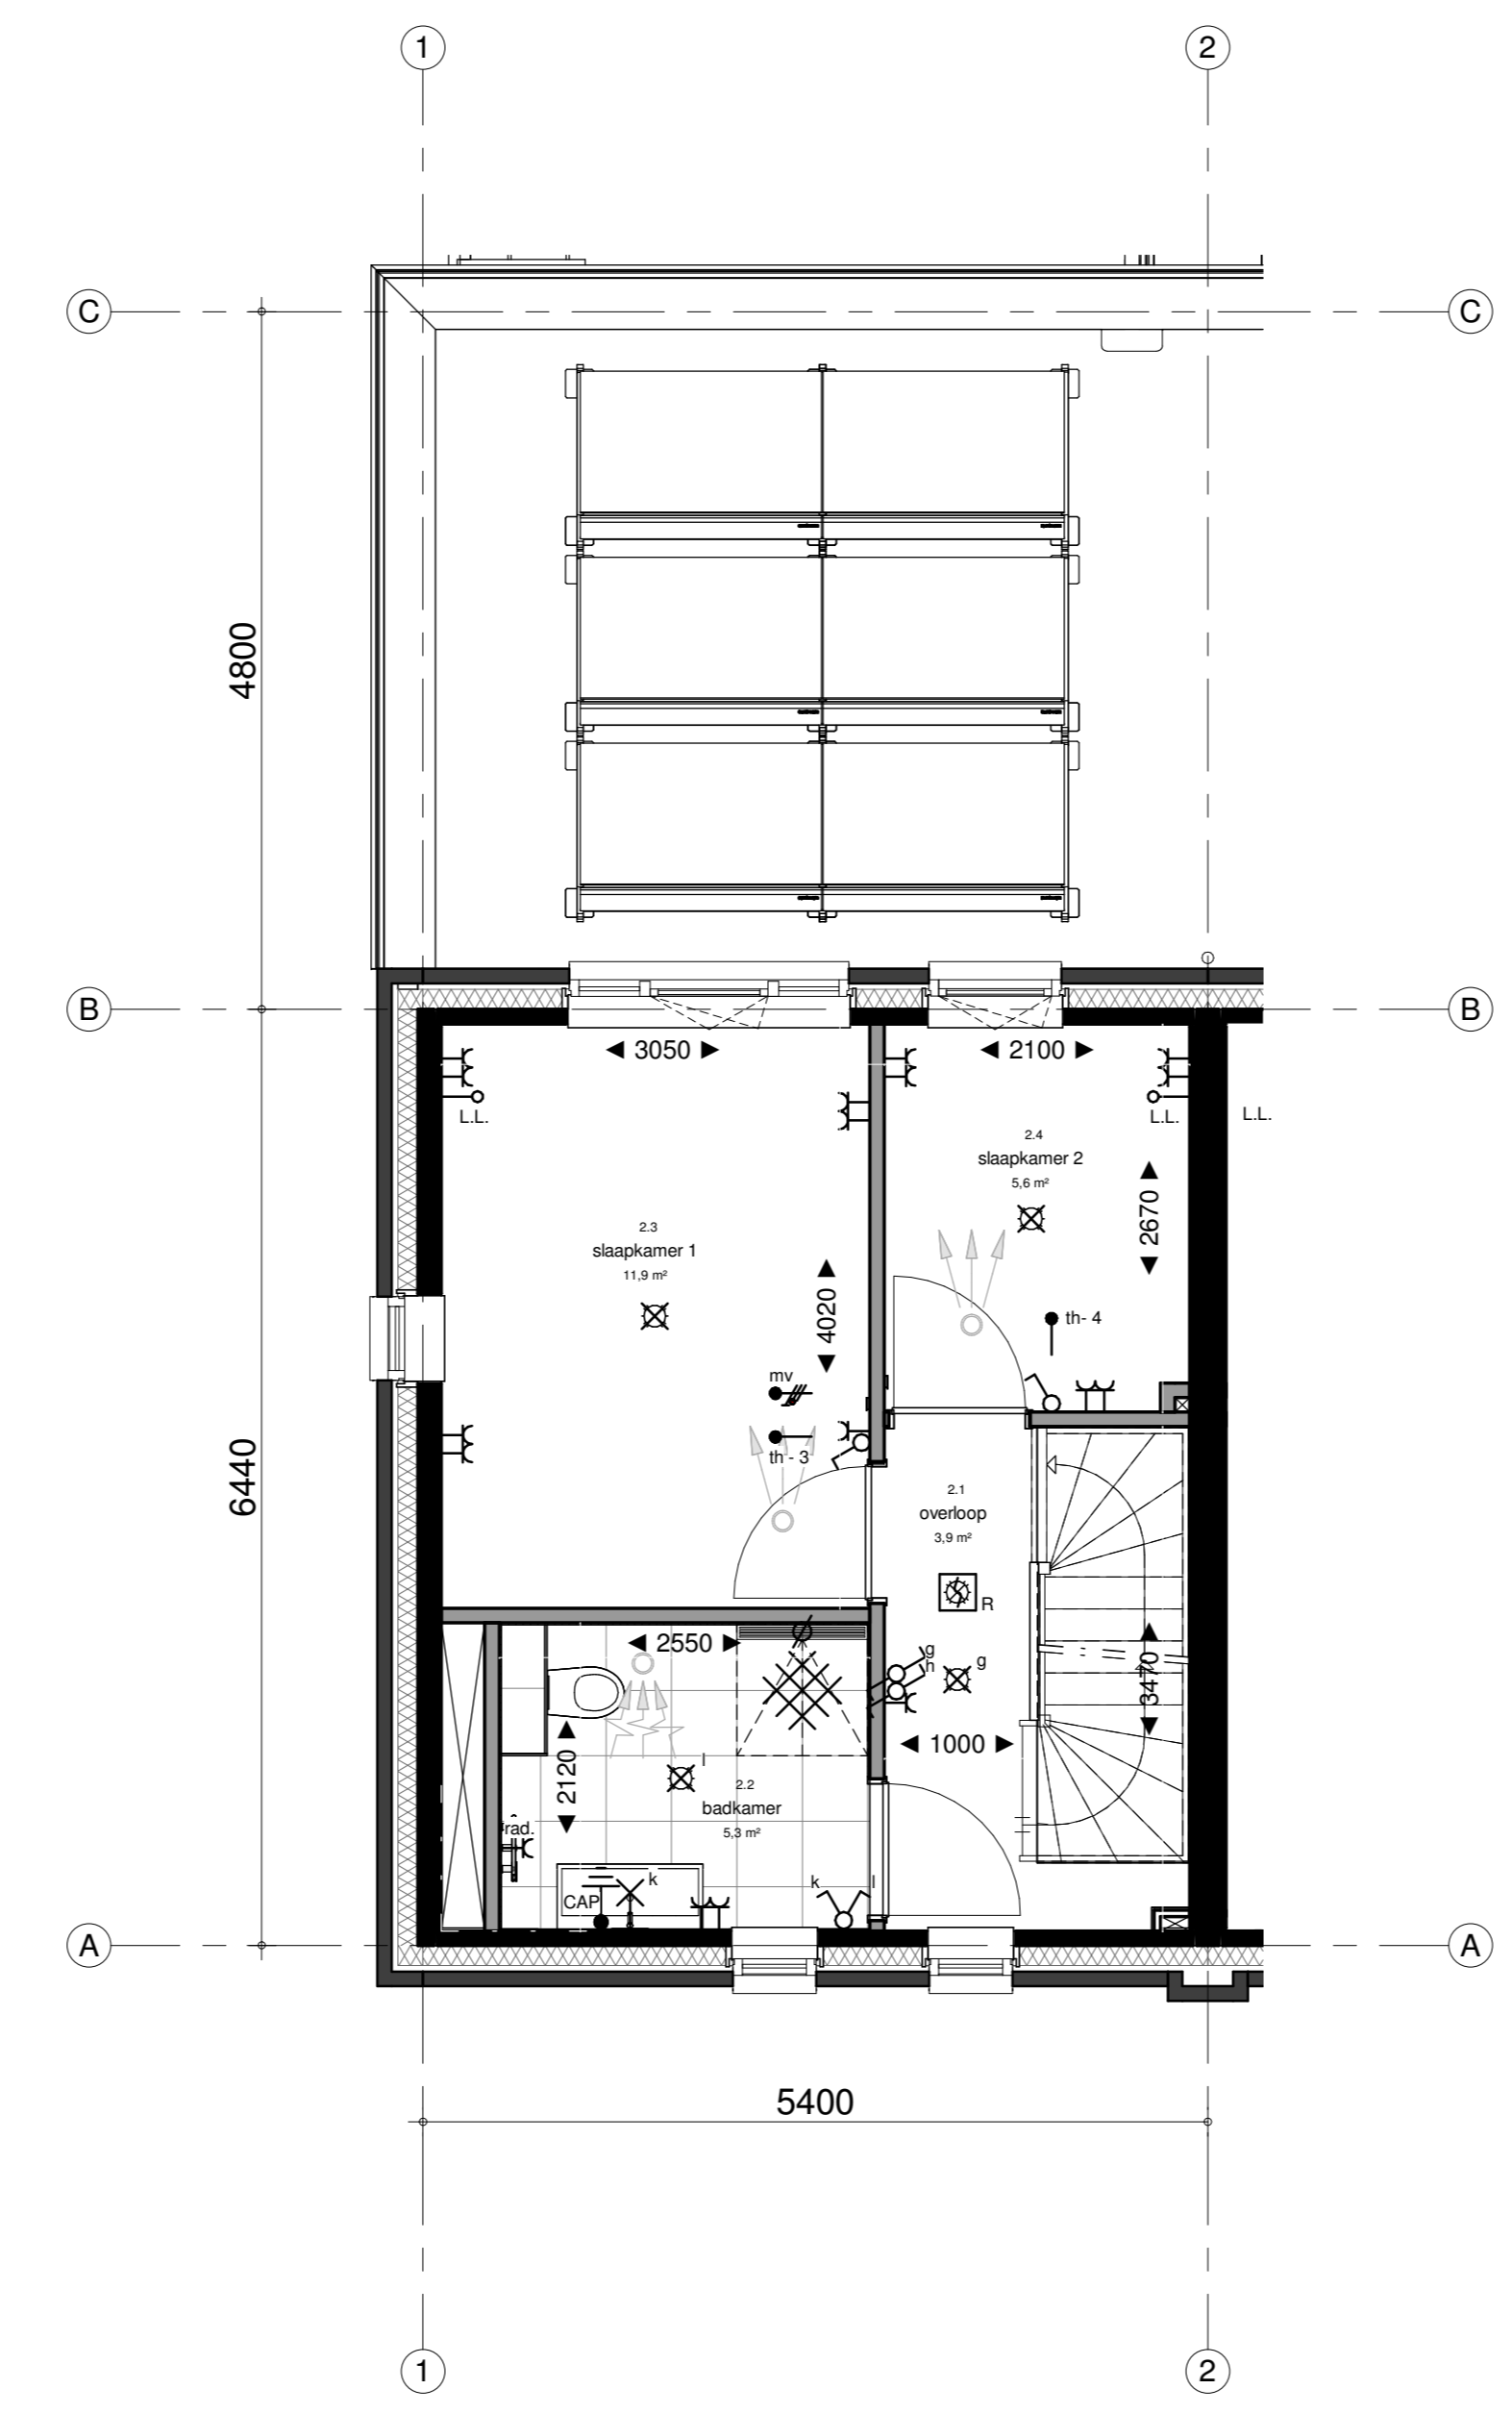 1
2
C
C
4800
B
B
3050
2100
L.L.
L.L.
L.L.
2.4
slaapkamer 2
5,6 m²
2670
2.3
slaapkamer 1
11,9 m²
4020
th- 4
mv
th - 3
6440
2.1
overloop
3,9 m²
R
2550
g
h
g
3470
1000
2120
l
2.2
badkamer
5,3 m²
rad.
k
k
l
CAP
A
A
5400
1
2